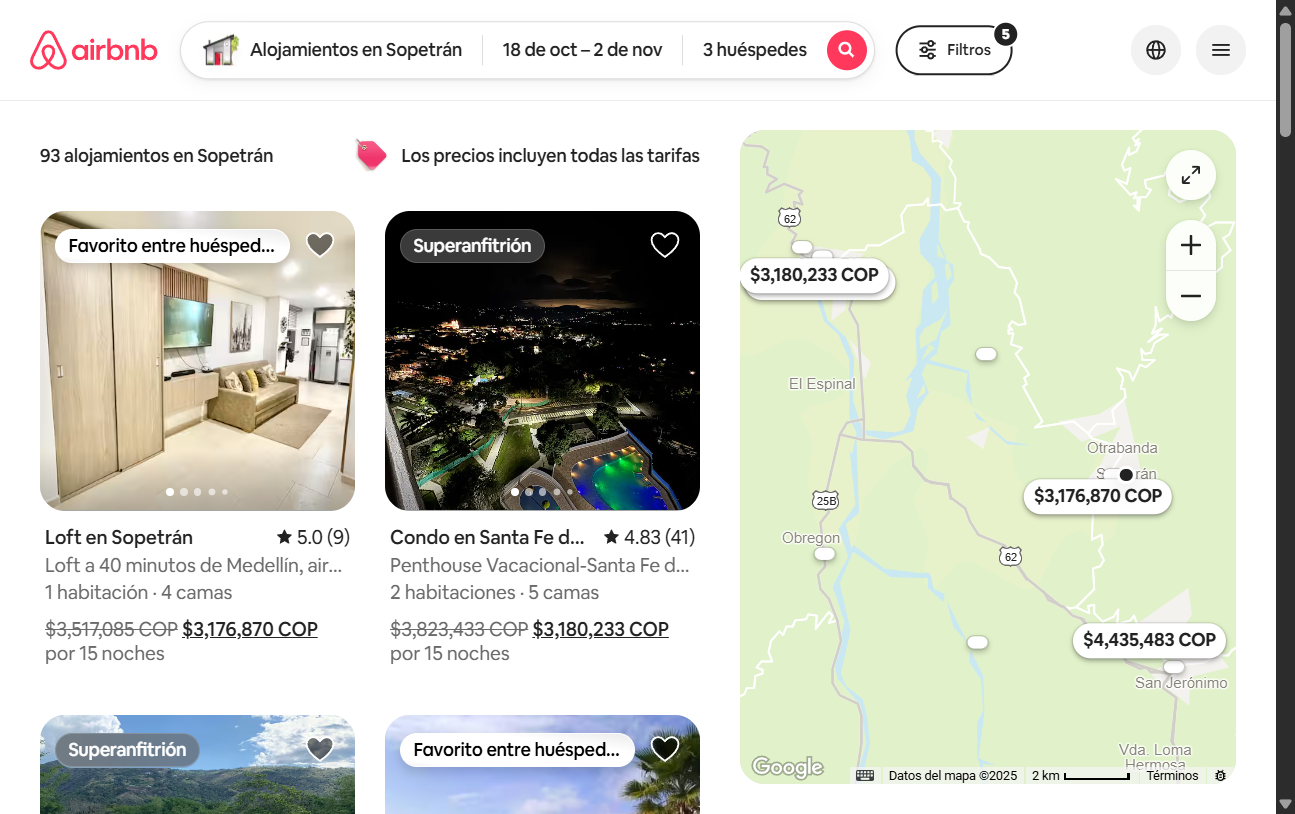 airbnb
Alojamientos en Sopetrán
18 de oct – 2 de nov
3 huéspedes
Filtros
5
93 alojamientos en Sopetrán
Los precios incluyen todas las tarifas
Favorito entre huésped...
Superanfitrión
Loft en Sopetrán
5.0 (9)
Loft a 40 minutos de Medellín, air...
1 habitación · 4 camas
$3,517,085 COP $3,176,870 COP
por 15 noches
Condo en Santa Fe d...
4.83 (41)
Penthouse Vacacional-Santa Fe d...
2 habitaciones · 5 camas
$3,823,433 COP $3,180,233 COP
por 15 noches
Superanfitrión
Favorito entre huésped...
62
$3,180,233 COP
El Espinal
Otrabanda
$3,176,870 COP
25B
Obregon
62
$4,435,483 COP
San Jerónimo
Vda. Loma
Hermosa
Google
Datos del mapa ©2025
2 km
Términos